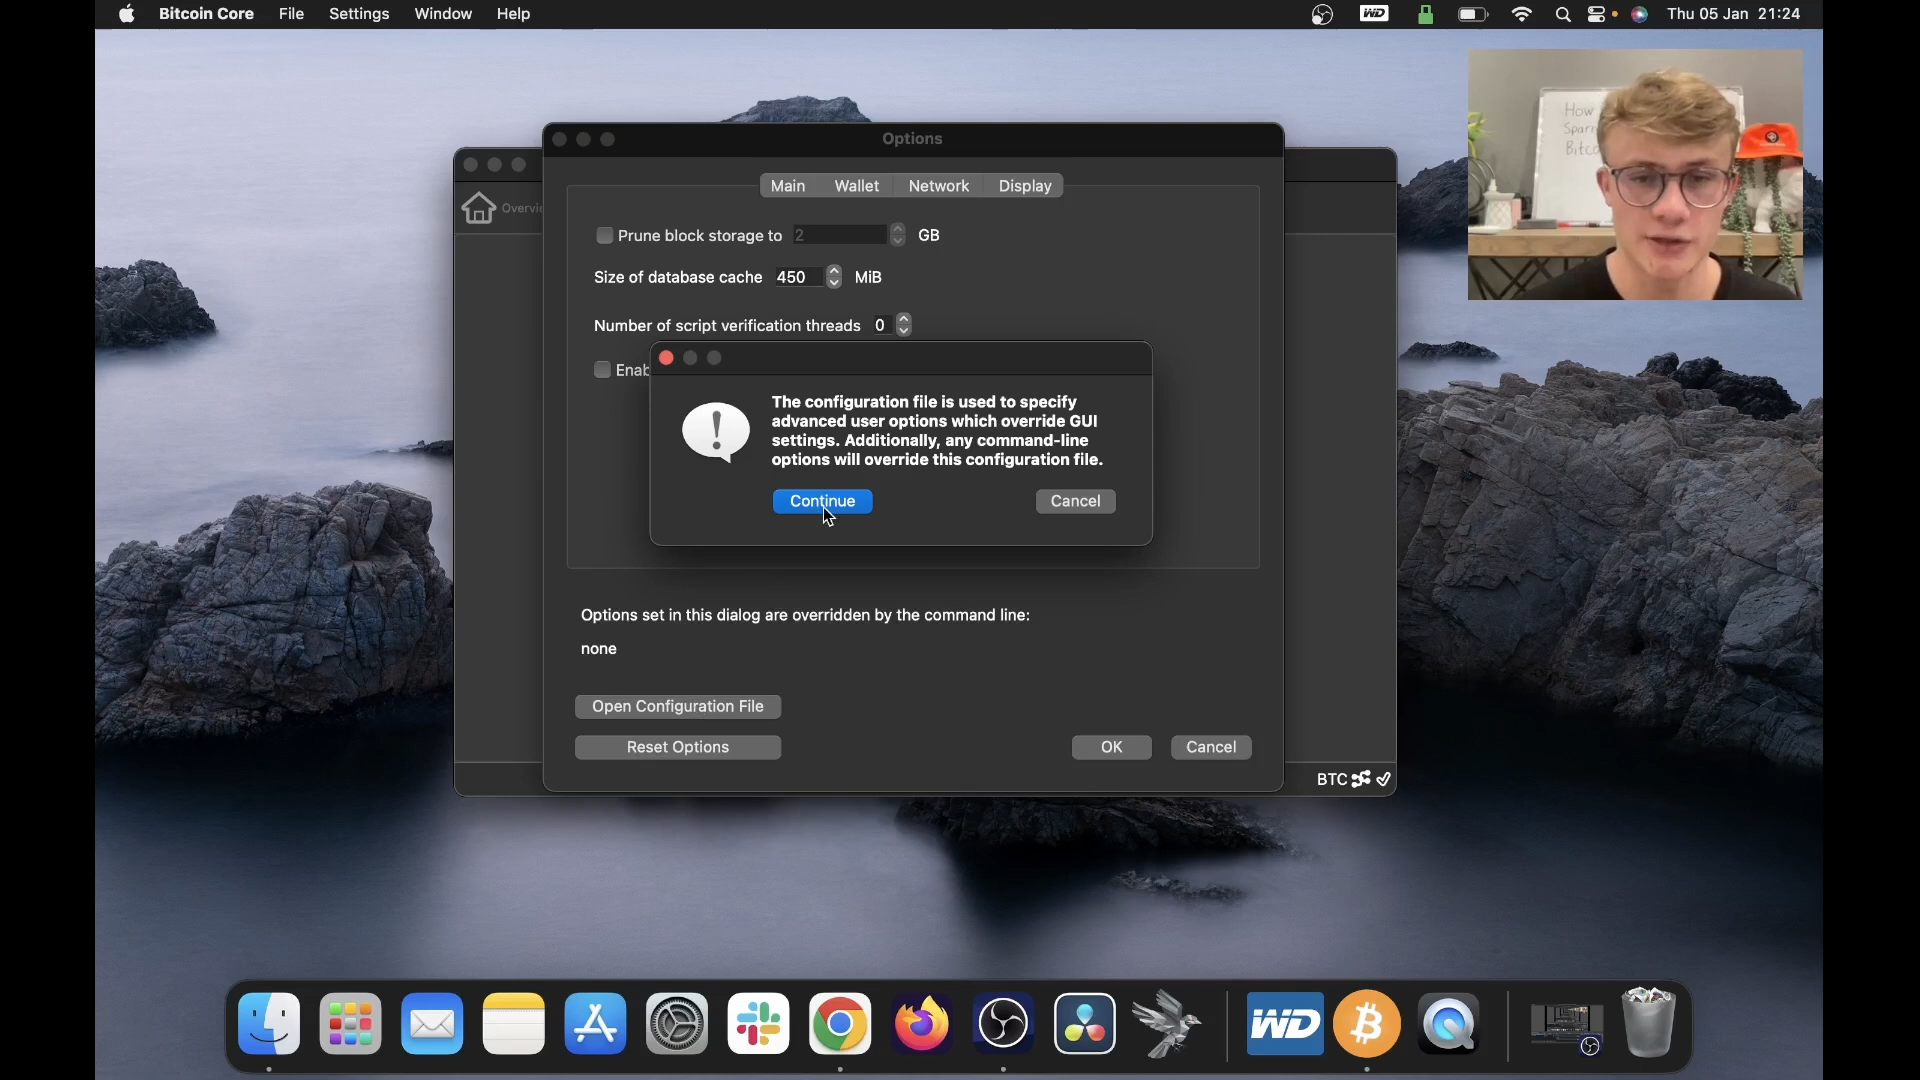 Bitcoin Core File Settings Window Help
WD
Thu 05 Jan 21:24
Options
Main Wallet Network Display
Prune block storage to 2 GB
Size of database cache 450 MiB
Number of script verification threads 0
The configuration file is used to specify
advanced user options which override GUI
settings. Additionally, any command-line
options will override this configuration file.
Continue Cancel
Options set in this dialog are overridden by the command line:
none
Open Configuration File
Reset Options OK Cancel
BTC
How
WD